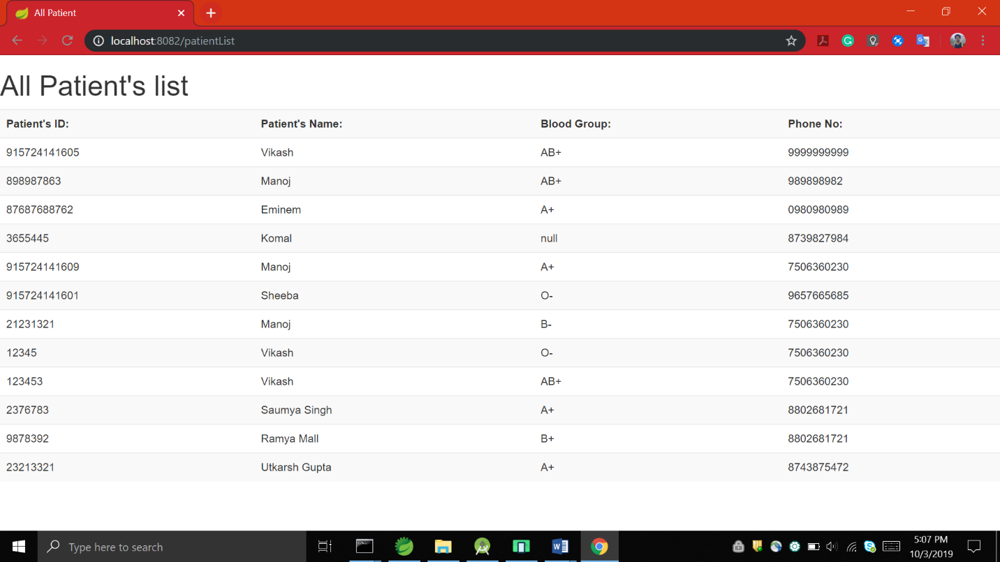 All Patient
localhost:8082/patientList
All Patient's list
Patient's ID: Patient's Name: Blood Group: Phone No:
915724141605 Vikash AB+ 9999999999
898987863 Manoj AB+ 989898982
87687688762 Eminem A+ 0980980989
3655445 Komal null 8739827984
915724141609 Manoj A+ 7506360230
915724141601 Sheeba O- 9657665685
21231321 Manoj B- 7506360230
12345 Vikash O- 7506360230
123453 Vikash AB+ 7506360230
2376783 Saumya Singh A+ 8802681721
9878392 Ramya Mall B+ 8802681721
23213321 Utkarsh Gupta A+ 8743875472
Type here to search
5:07 PM
10/3/2019